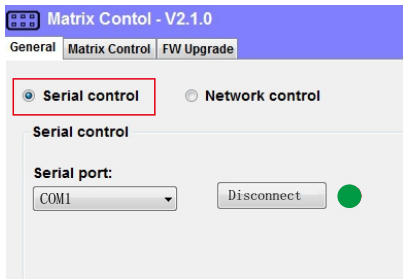 Matrix Contol - V2.1.0
General Matrix Control FW Upgrade
Serial control Network control
Serial control
Serial port:
COM1 Disconnect